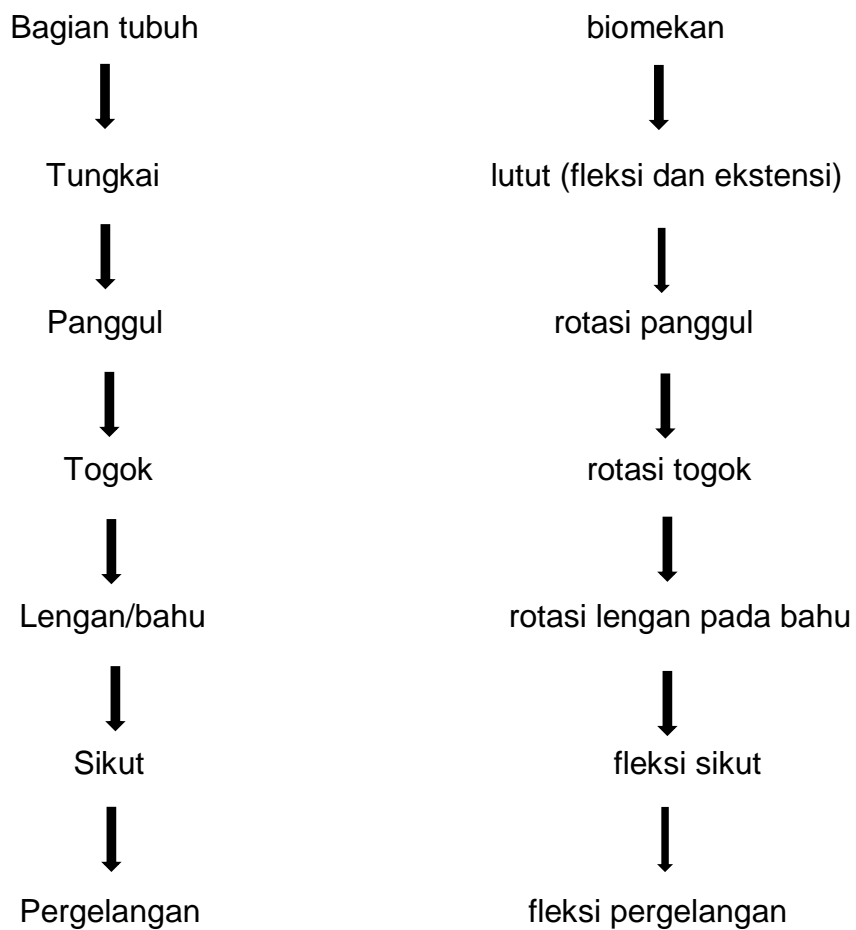 Bagian tubuh biomekan
Tungkai lutut (fleksi dan ekstensi)
Panggul rotasi panggul
Togok rotasi togok
Lengan/bahu rotasi lengan pada bahu
Sikut fleksi sikut
Pergelangan fleksi pergelangan